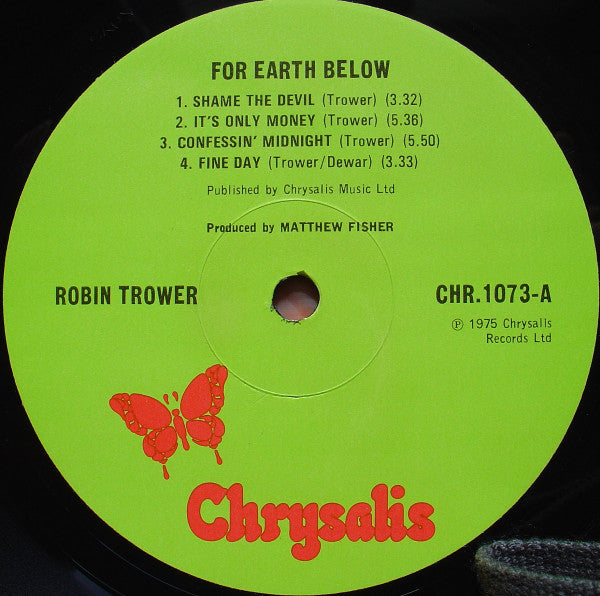 FOR EARTH BELOW
1. SHAME THE DEVIL (Trower) (3.32)
2. IT'S ONLY MONEY (Trower) (5.36)
3. CONFESSIN' MIDNIGHT (Trower) (5.50)
4. FINE DAY (Trower/Dewar) (3.33)
Published by Chrysalis Music Ltd
Produced by MATTHEW FISHER
ROBIN TROWER
CHR.1073-A
℗ 1975 Chrysalis
Records Ltd
Chrysalis